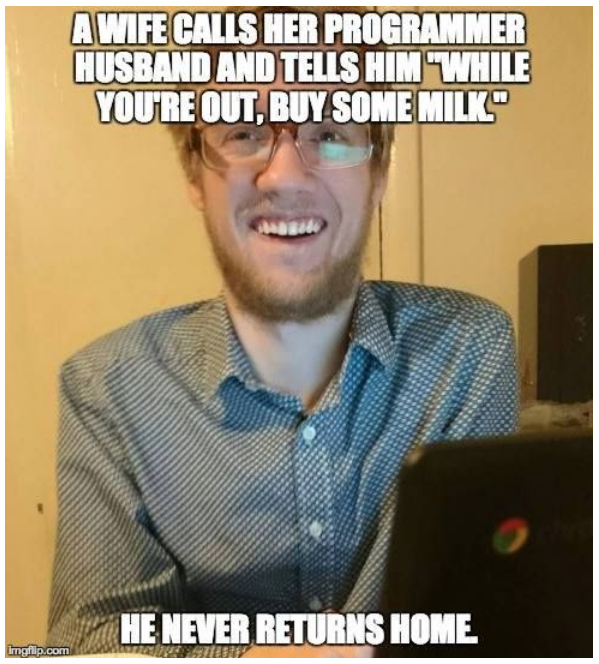 A WIFE CALLS HER PROGRAMMER
HUSBAND AND TELLS HIM "WHILE
YOU'RE OUT, BUY SOME MILK."
HE NEVER RETURNS HOME.
imgflip.com